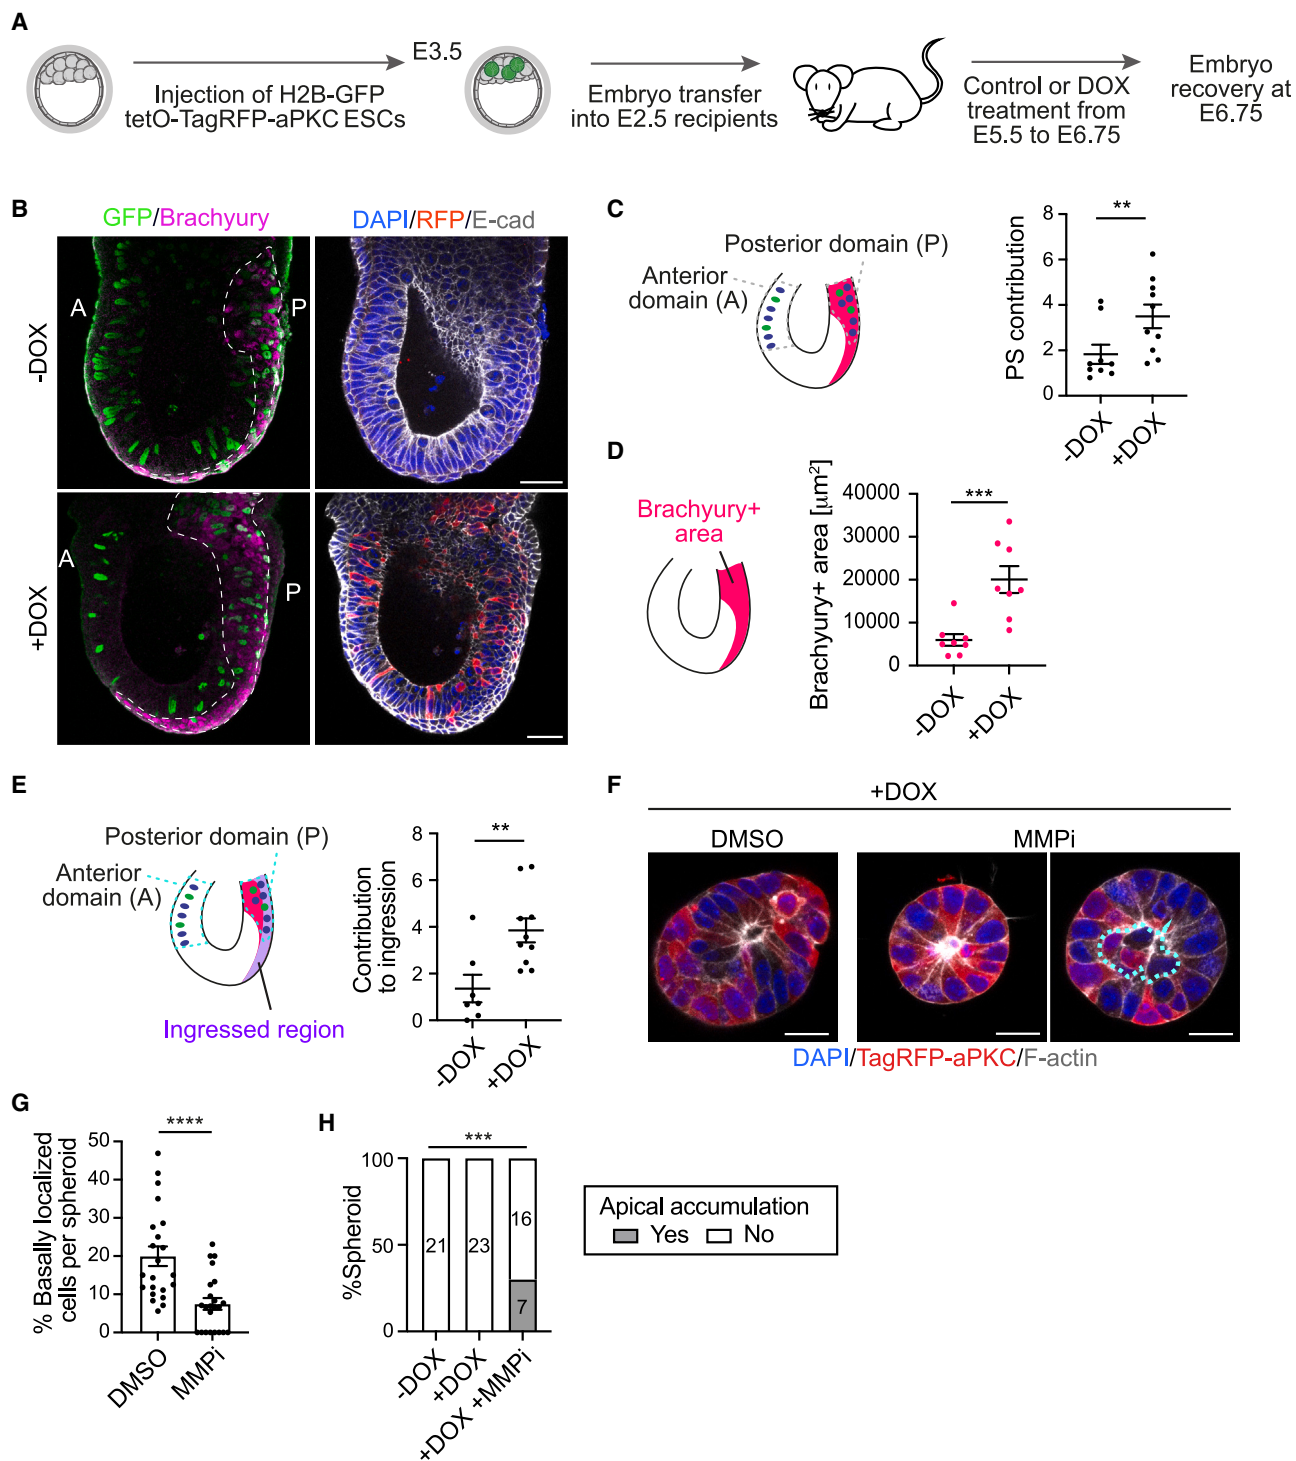 A
E3.5
Injection of H2B-GFP
tetO-TagRFP-aPKC ESCs
Embryo transfer
into E2.5 recipients
Control or DOX
treatment from
E5.5 to E6.75
Embryo
recovery at
E6.75
B
GFP/Brachyury
DAPI/RFP/E-cad
-DOX
A
P
+DOX
A
P
C
Posterior domain (P)
Anterior
domain (A)
PS contribution
8
6
4
2
0
**
-DOX
+DOX
D
Brachyury+
area
Brachyury+ area [μm²]
40000
30000
20000
10000
0
***
-DOX
+DOX
E
Posterior domain (P)
Anterior
domain (A)
Ingressed region
Contribution
to ingression
8
6
4
2
0
**
-DOX
+DOX
F
+DOX
DMSO
MMPi
DAPI/TagRFP-aPKC/F-actin
G
% Basally localized
cells per spheroid
50
40
30
20
10
0
****
DMSO
MMPi
H
%Spheroid
100
50
0
***
21
23
16
7
-DOX
+DOX
+DOX +MMPi
Apical accumulation
Yes No